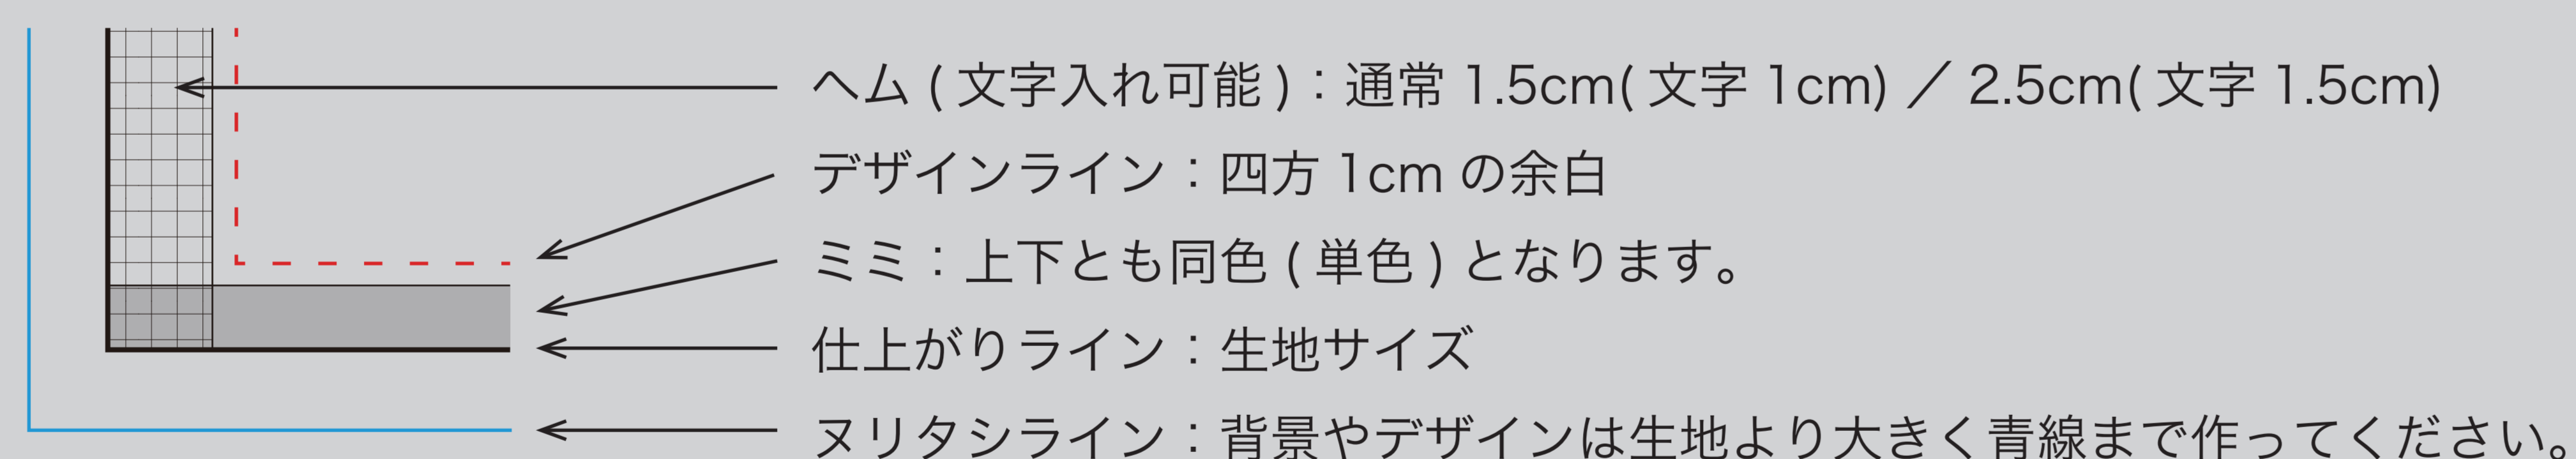 ヘム ( 文字入れ可能 )：通常 1.5cm( 文字 1cm) ／ 2.5cm( 文字 1.5cm)
デザインライン：四方 1cm の余白
ミミ：上下とも同色 ( 単色 ) となります。
仕上がりライン：生地サイズ
ヌリタシライン：背景やデザインは生地より大きく青線まで作ってください。